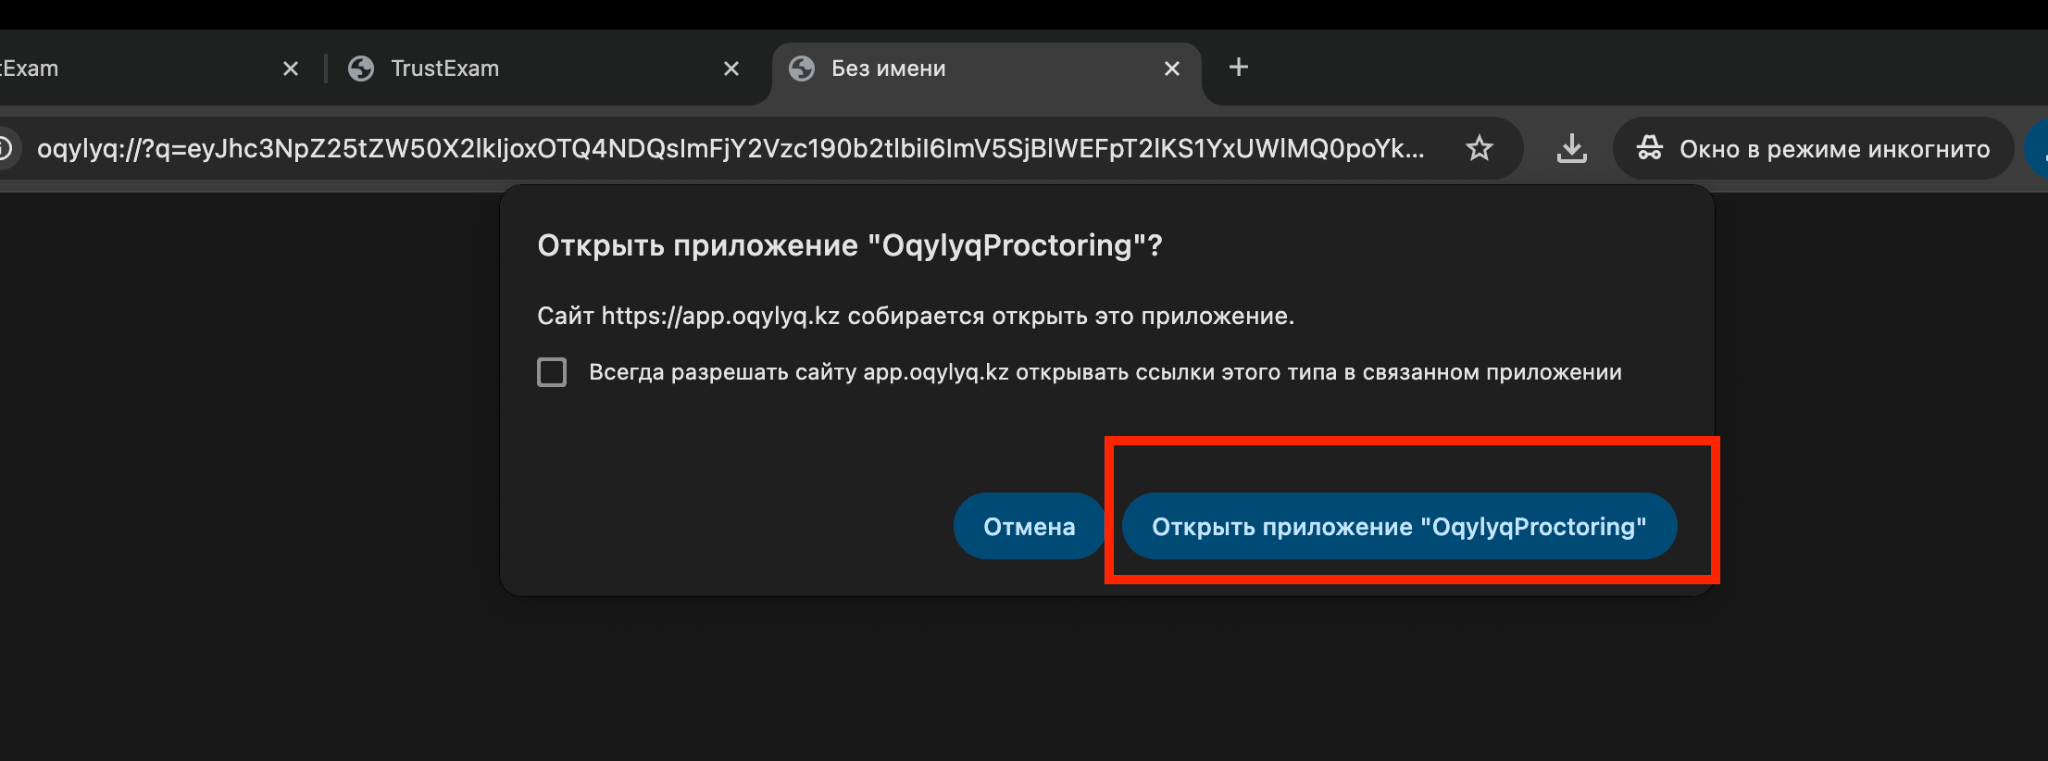 tExam
TrustExam
Без имени
oqylyq://?q=eyJhc3NpZ25tZW50X2lkIjoxOTQ4NDQsImFjY2Vzc190b2tlbiI6ImV5SjBlWEFpT2lKS1YxUWlMQ0poYk...
Окно в режиме инкогнито
Открыть приложение "OqylyqProctoring"?
Сайт https://app.oqylyq.kz собирается открыть это приложение.
Всегда разрешать сайту app.oqylyq.kz открывать ссылки этого типа в связанном приложении
Отмена
Открыть приложение "OqylyqProctoring"